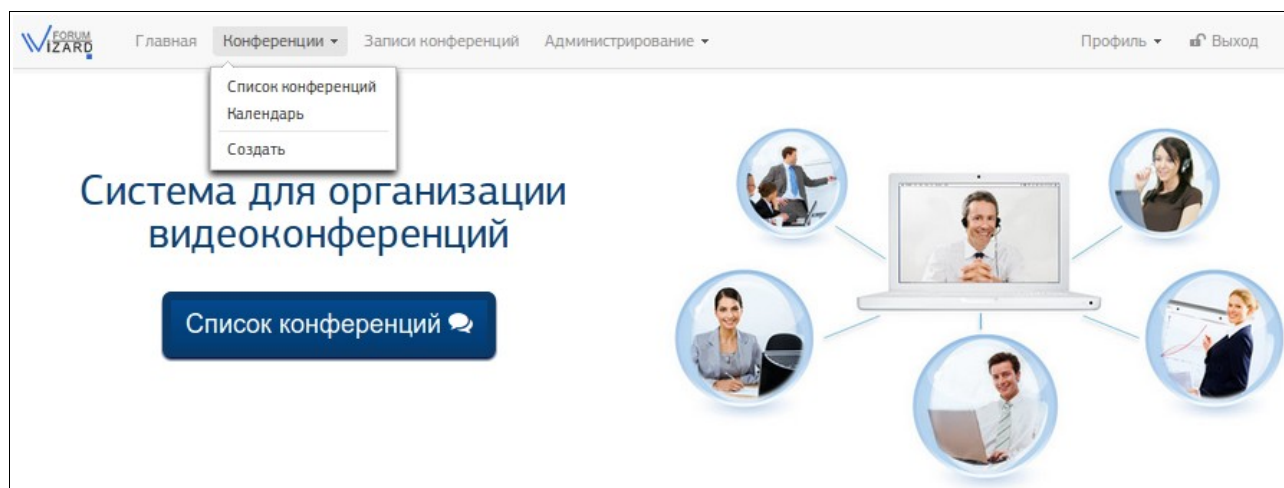 FORUM
WIZARD
Главная Конференции Записи конференций Администрирование Профиль Выход
Список конференций
Календарь
Создать
Система для организации
видеоконференций
Список конференций